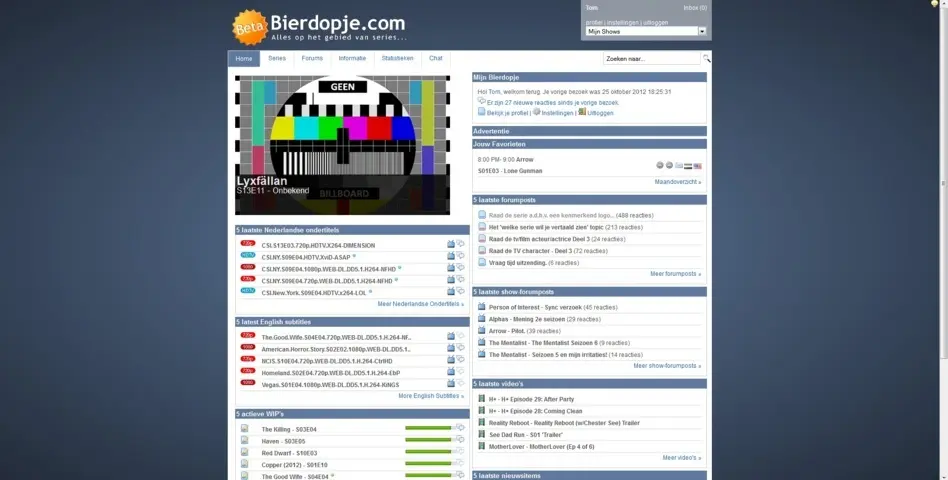 Beta
Bierdopje.com
Alles op het gebied van series...
Tom
Inbox (0)
profiel | instellingen | uitloggen
Mijn Shows
Home
Series
Forums
Informatie
Statistieken
Chat
Zoeken naar...
GEEN
Lyxfällan
S13E11 - Onbekend
BILLBOARD
5 laatste Nederlandse ondertitels
720p CSI.S13E03.720p.HDTV.X264-DIMENSION
HDTV CSI.NY.S09E04.HDTV.XviD-ASAP
1080p CSI.NY.S09E04.1080p.WEB-DL.DD5.1.H.264-NFHD
720p CSI.NY.S09E04.720p.WEB-DL.DD5.1.H.264-NFHD
HDTV CSI.New.York.S09E04.HDTV.x264-LOL
Meer Nederlandse Ondertitels »
5 latest English subtitles
720p The.Good.Wife.S04E04.720p.WEB-DL.DD5.1.H.264-NF..
1080p American.Horror.Story.S02E02.1080p.WEB-DL.DD5.1..
720p NCIS.S10E04.720p.WEB-DL.DD5.1.H.264-CtrlHD
720p Homeland.S02E04.720p.WEB-DL.DD5.1.H.264-EbP
1080p Vegas.S01E04.1080p.WEB-DL.DD5.1.H.264-KiNGS
More English Subtitles »
5 actieve WIP's
The Killing - S03E04
Haven - S03E05
Red Dwarf - S10E03
Copper (2012) - S01E10
The Good Wife - S04E04
Mijn Bierdopje
Hoi Tom, welkom terug. Je vorige bezoek was 25 oktober 2012 18:25:31
Er zijn 27 nieuwe reacties sinds je vorige bezoek.
Bekijk je profiel | Instellingen | Uitloggen
Advertentie
Jouw Favorieten
8:00 PM- 9:00 Arrow
S01E03 - Lone Gunman
Maandoverzicht »
5 laatste forumposts
Raad de serie a.d.h.v. een kenmerkend logo... (488 reacties)
Het 'welke serie wil je vertaald zien' topic (213 reacties)
Raad de tv/film acteur/actrice Deel 3 (24 reacties)
Raad de TV character - Deel 3 (72 reacties)
Vraag tijd uitzending. (6 reacties)
Meer forumposts »
5 laatste show-forumposts
Person of Interest - Sync verzoek (45 reacties)
Alphas - Mening 2e seizoen (29 reacties)
Arrow - Pilot. (39 reacties)
The Mentalist - The Mentalist Seizoen 6 (9 reacties)
The Mentalist - Seizoen 5 en mijn irritaties! (14 reacties)
Meer show-forumposts »
5 laatste video's
H+ - H+ Episode 29: After Party
H+ - H+ Episode 28: Coming Clean
Reality Reboot - Reality Reboot (w/Chester See) Trailer
See Dad Run - S01 'Trailer'
MotherLover - MotherLover (Ep 4 of 6)
Meer video's »
5 laatste nieuwsitems